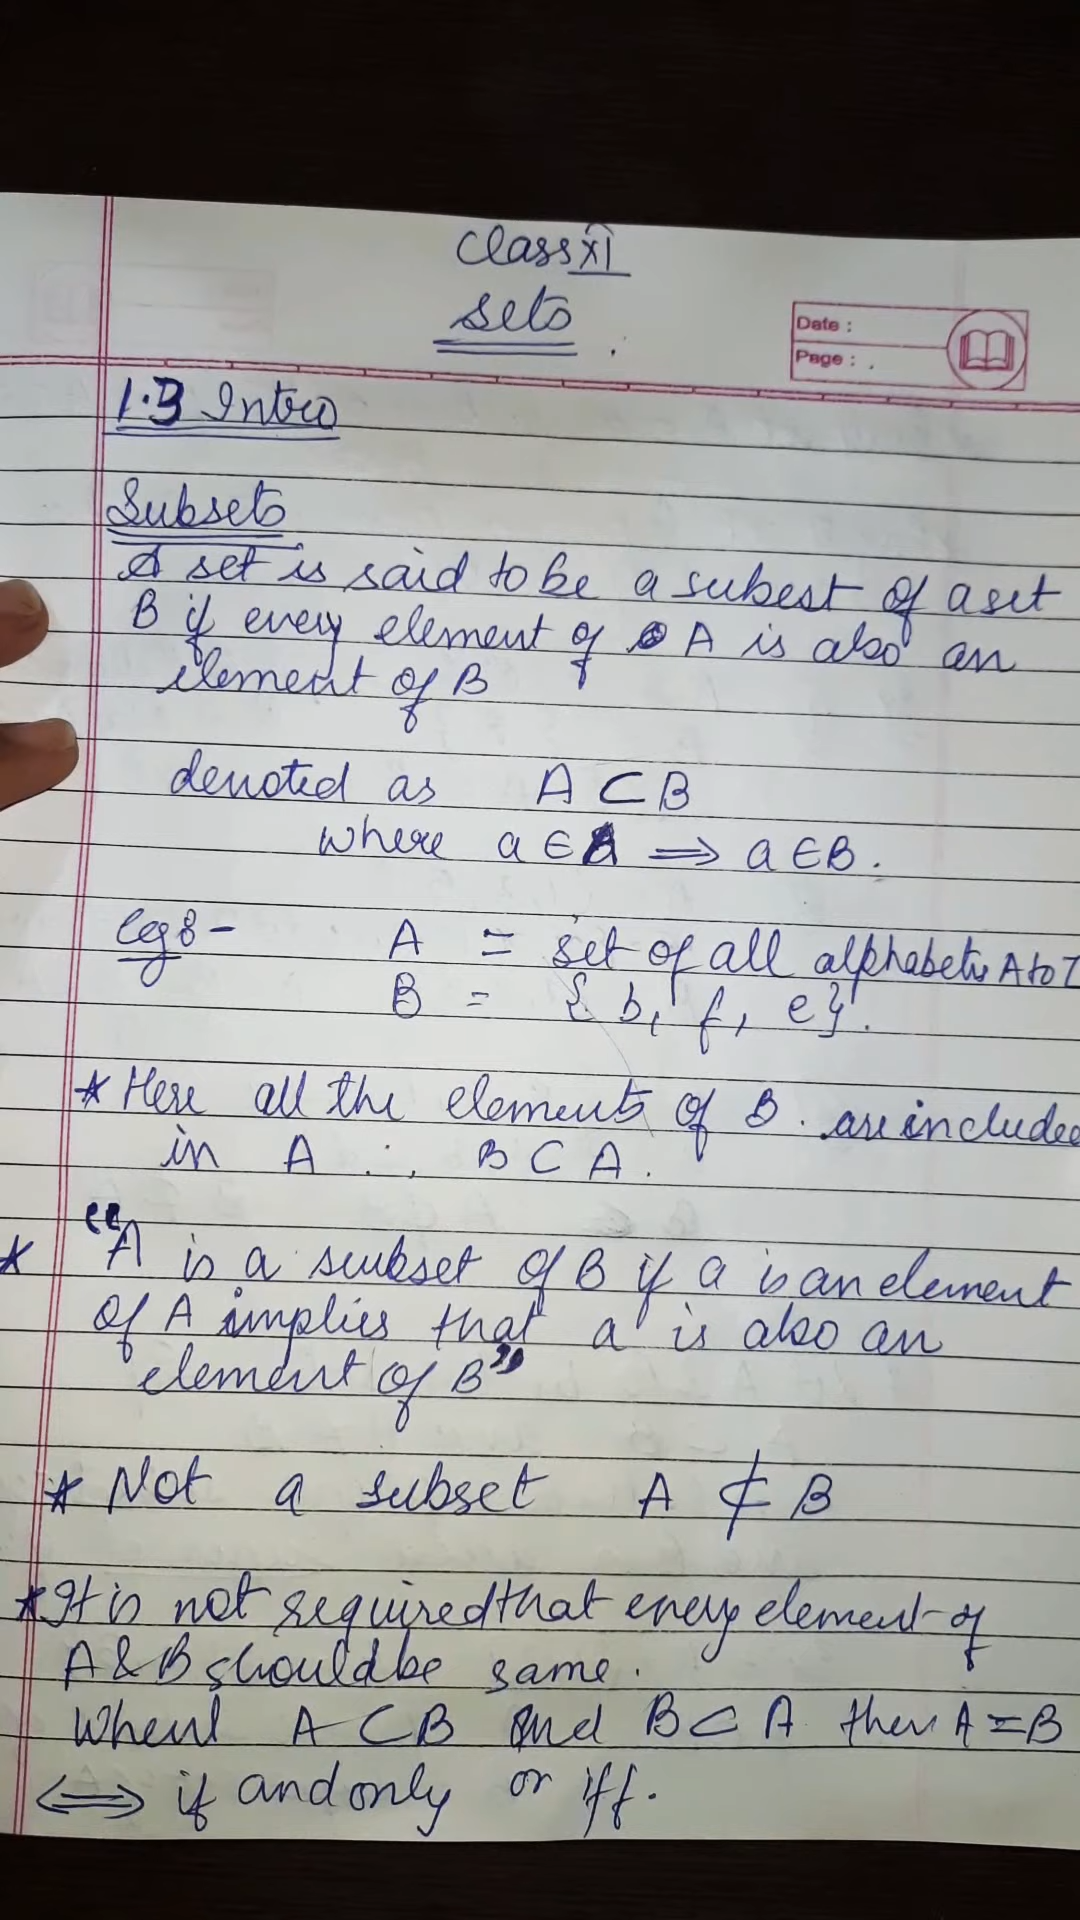 Class XI
Sets
Date :
Page :
1.3 Intro
Subsets
A set is said to be a subest of a set
B if every element of A is also an
element of B
denoted as A ⊂ B
where a ∈ A ⟹ a ∈ B.
eg :- A = set of all alphabets A to Z
B = { b, f, e}.
* Here all the elements of B. are included
in A ∴ B ⊂ A.
* "A is a subset of B if a is an element
of A implies that a is also an
element of B"
* Not a subset A ⊄ B
* It is not required that every element of
A & B should be same.
When A ⊂ B and B ⊂ A then A = B
⟺ if and only or iff.